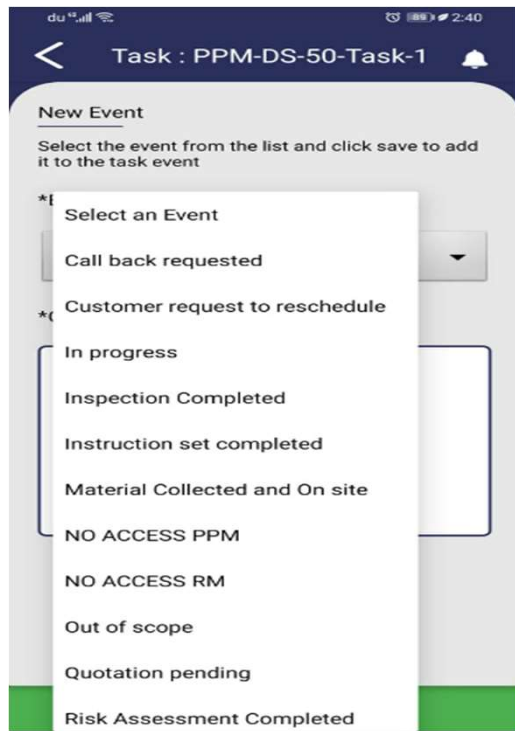 du 2:40
Task : PPM-DS-50-Task-1
New Event
Select the event from the list and click save to add
it to the task event
Select an Event
Call back requested
Customer request to reschedule
In progress
Inspection Completed
Instruction set completed
Material Collected and On site
NO ACCESS PPM
NO ACCESS RM
Out of scope
Quotation pending
Risk Assessment Completed